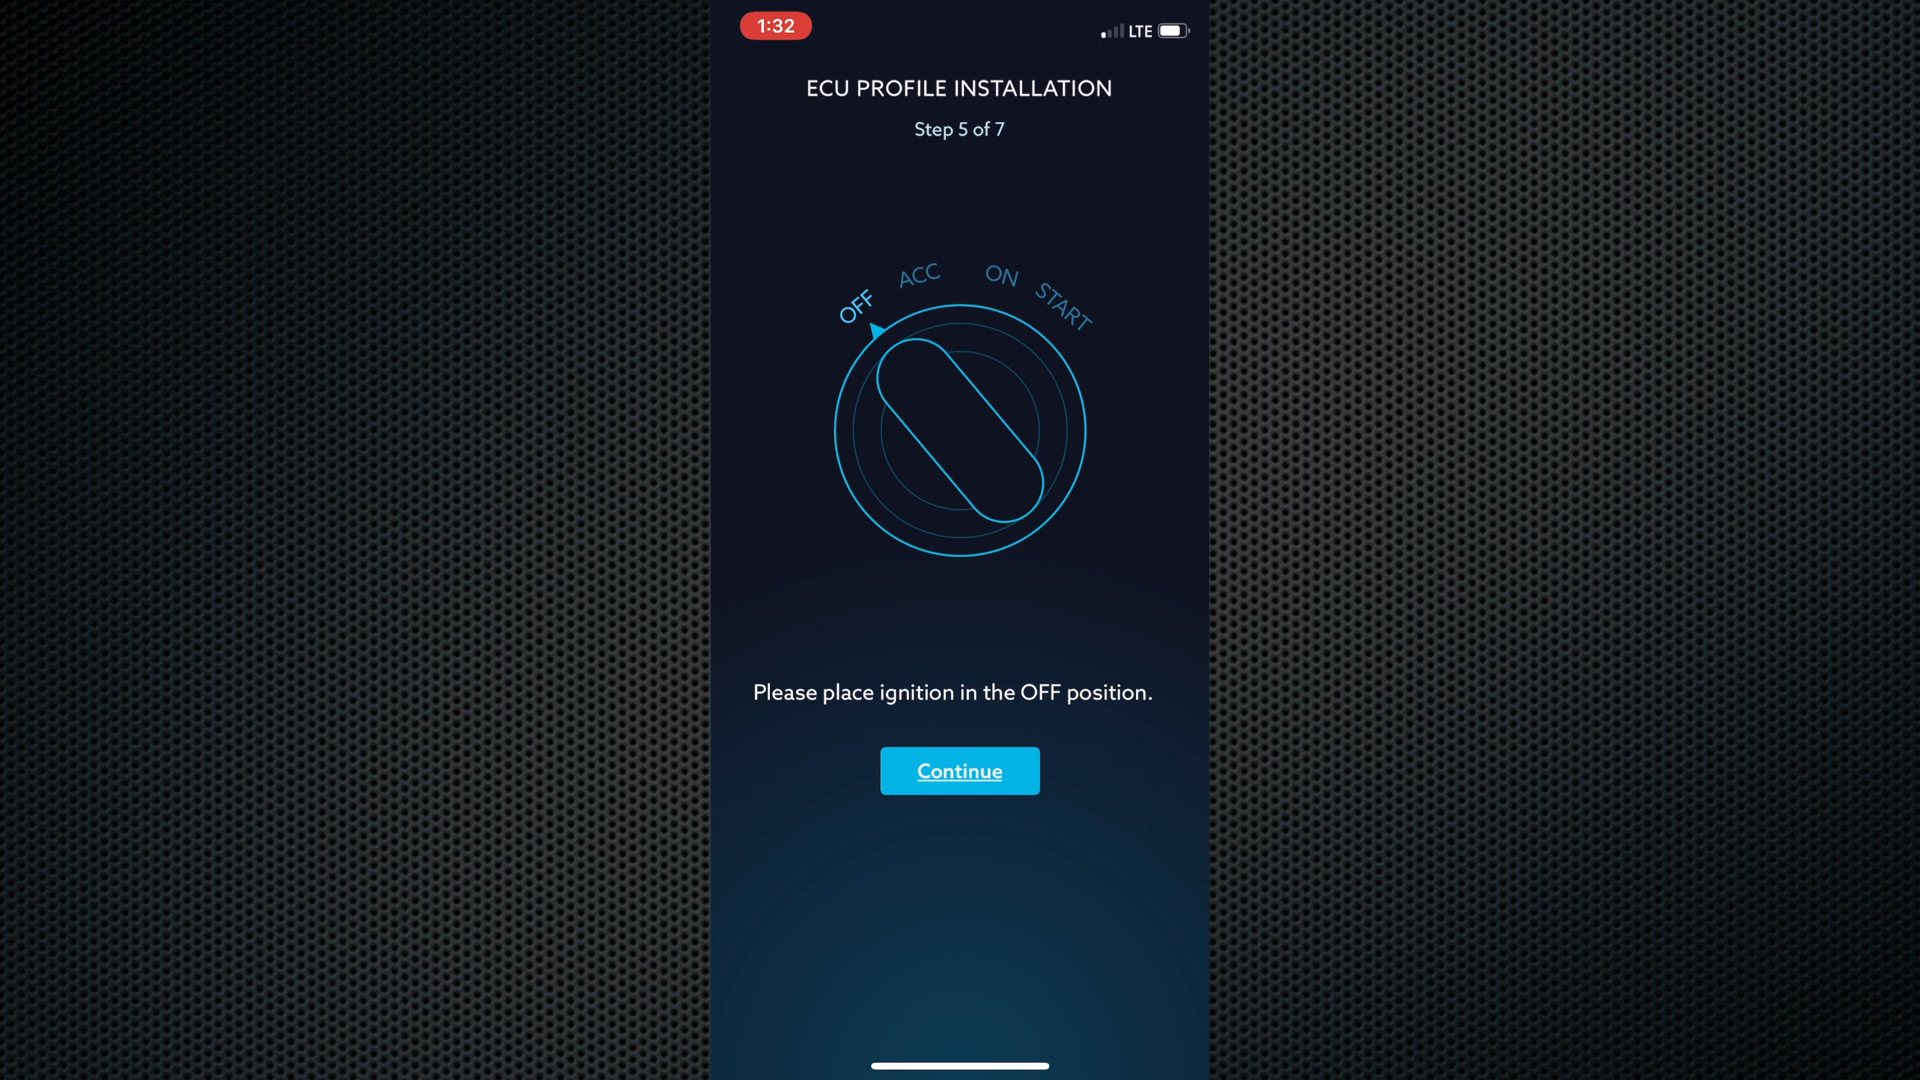 1:32
LTE
ECU PROFILE INSTALLATION
Step 5 of 7
OFF
ACC
ON
START
Please place ignition in the OFF position.
Continue